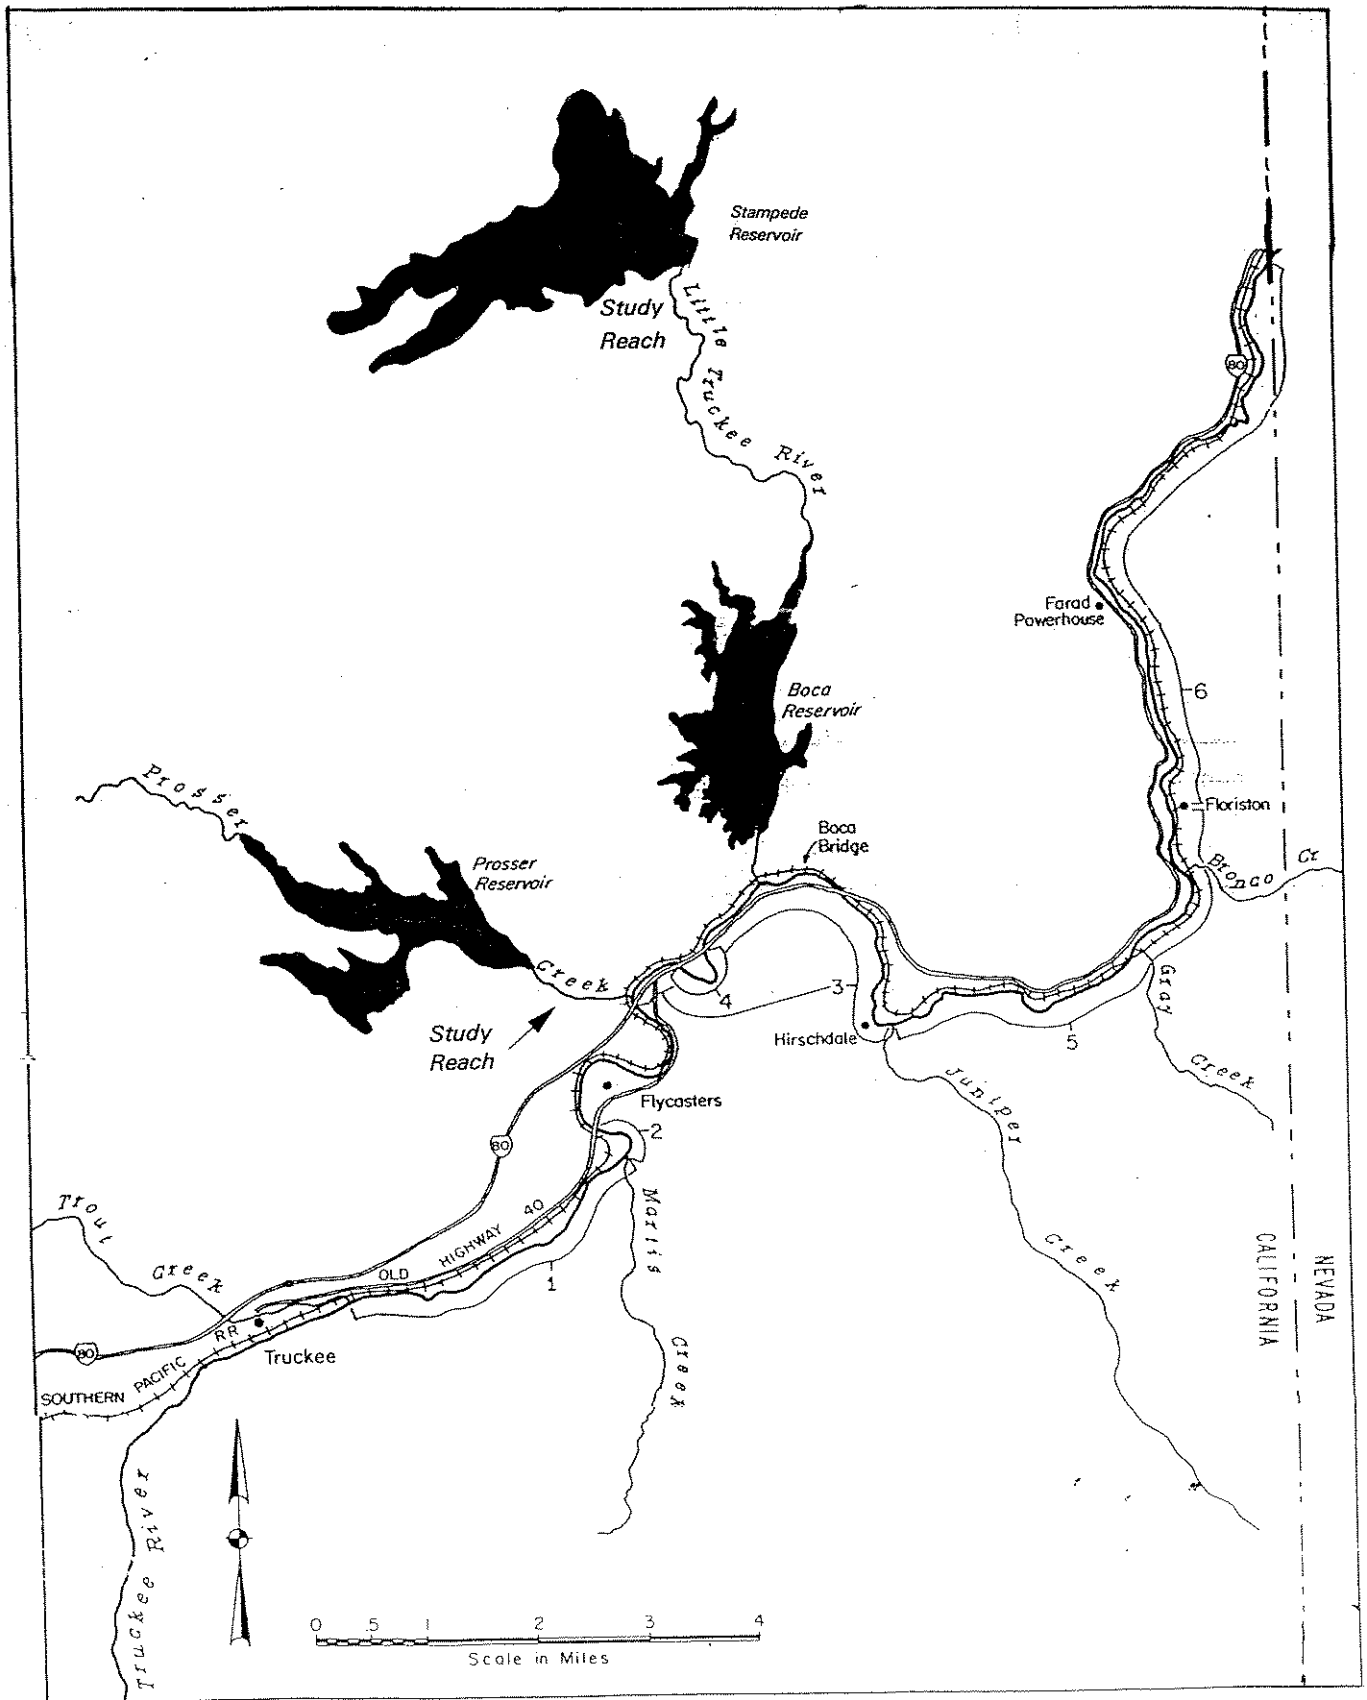 Stampede
Reservoir
Study
Reach
Little Truckee River
80
Farad
Powerhouse
6
Boca
Reservoir
Floriston
Prosser
Boca
Bridge
Bronco Cr
Prosser
Reservoir
Creek
4
3
Gray
Creek
Study
Reach
Hirschdale
5
Juniper
Creek
Flycasters
2
80
Martis
Creek
Trout
Creek
OLD HIGHWAY 40
1
CALIFORNIA
NEVADA
80
Truckee
SOUTHERN PACIFIC RR
Truckee River
0 .5 1 2 3 4
Scale in Miles